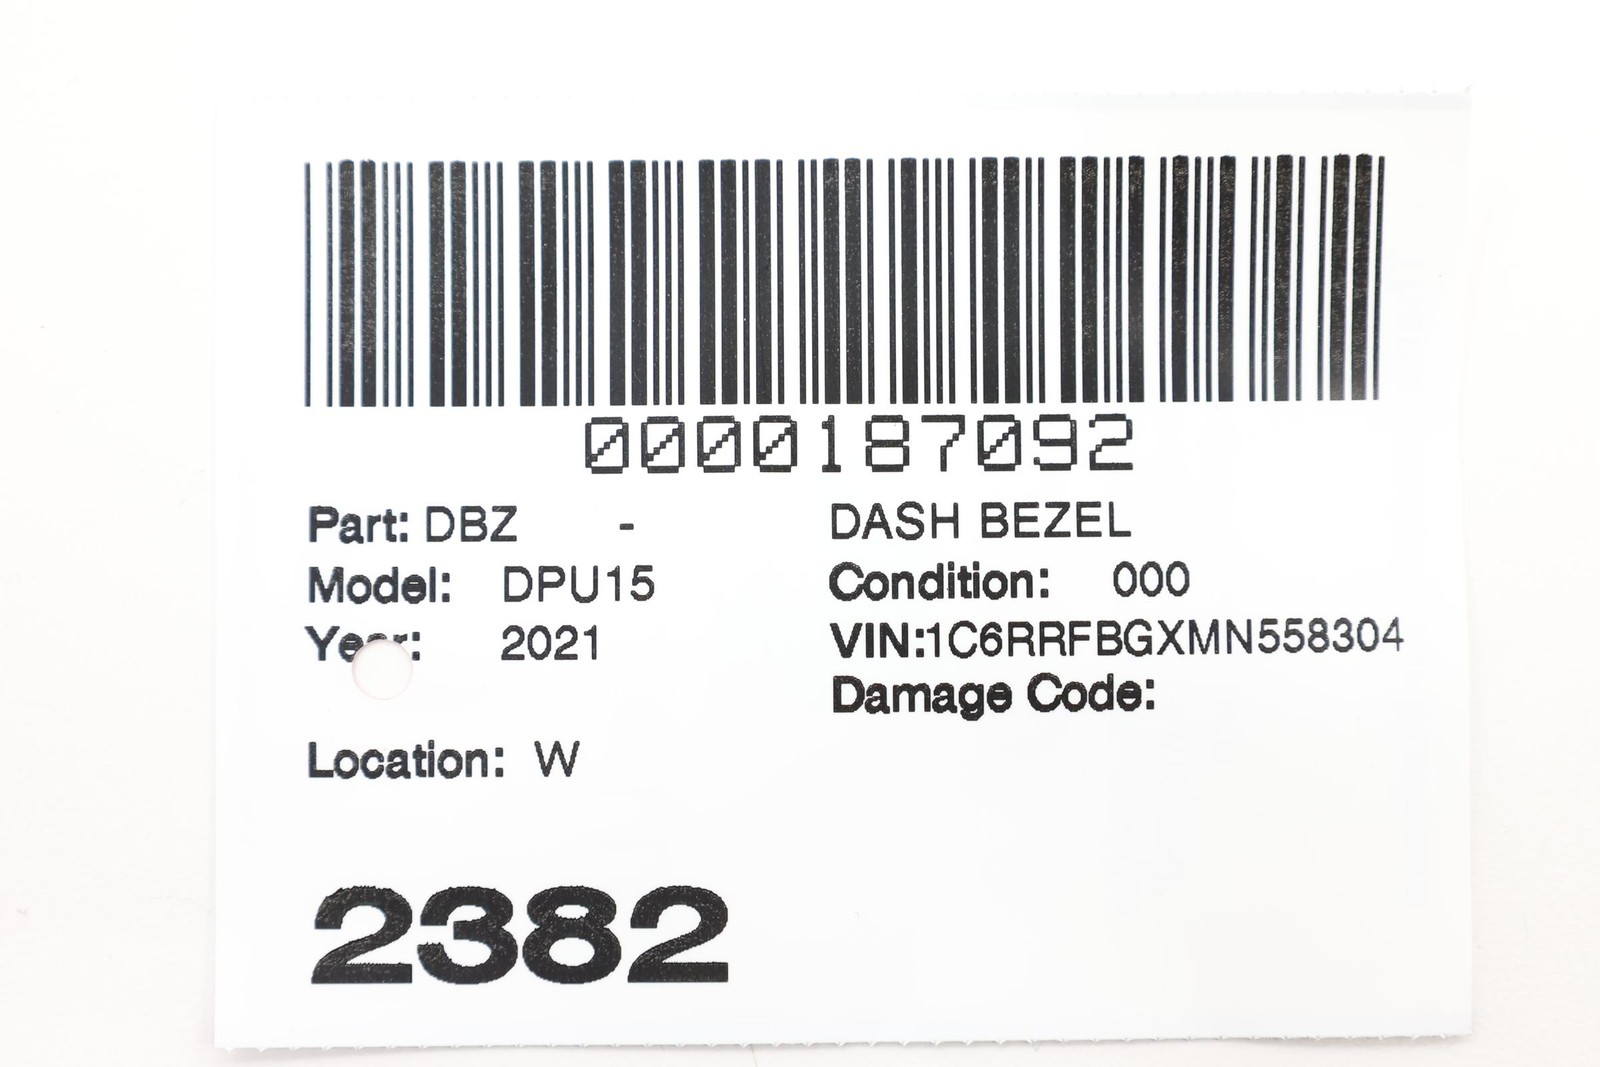 0000187092
Part: DBZ - DASH BEZEL
Model: DPU15 Condition: 000
Year: 2021 VIN:1C6RRFBGXMN558304
Damage Code:
Location: W
2382